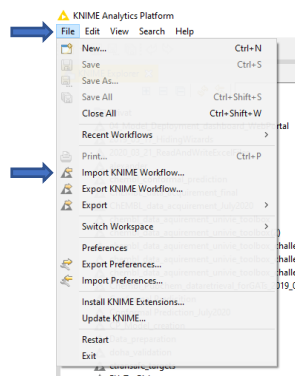 KNIME Analytics Platform
File Edit View Search Help
New... Ctrl+N
Save Ctrl+S
Save As...
Save All Ctrl+Shift+S
Close All Ctrl+Shift+W
Recent Workflows
Print... Ctrl+P
Import KNIME Workflow...
Export KNIME Workflow...
Export
Switch Workspace
Preferences
Export Preferences...
Import Preferences...
Install KNIME Extensions...
Update KNIME...
Restart
Exit